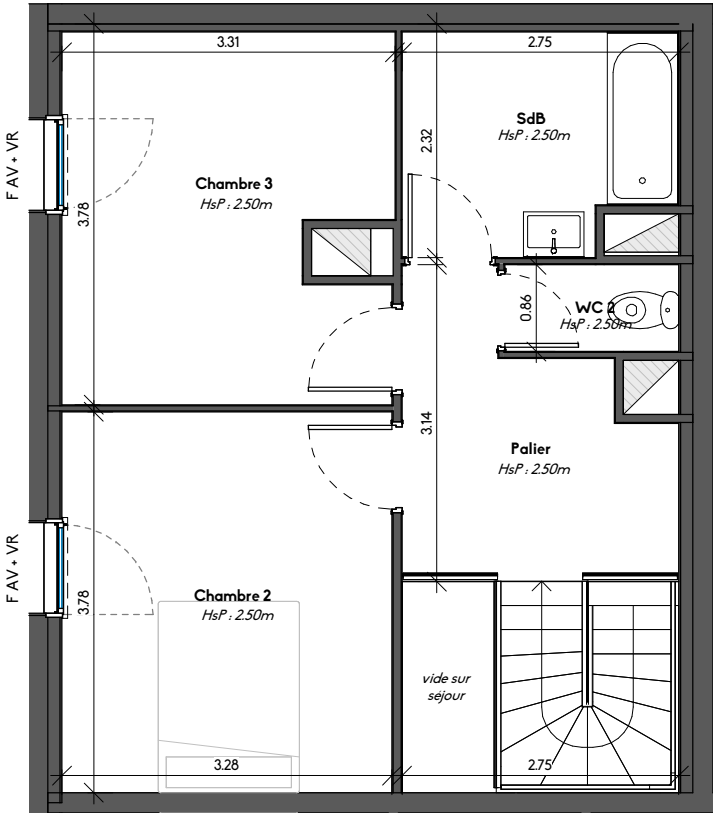 3.31
2.75
F AV + VR
SdB
HsP : 2.50m
2.32
Chambre 3
HsP : 2.50m
3.78
0.86
WC 2
HsP : 2.50m
3.14
Palier
HsP : 2.50m
F AV + VR
Chambre 2
HsP : 2.50m
3.78
vide sur
séjour
3.28
2.75